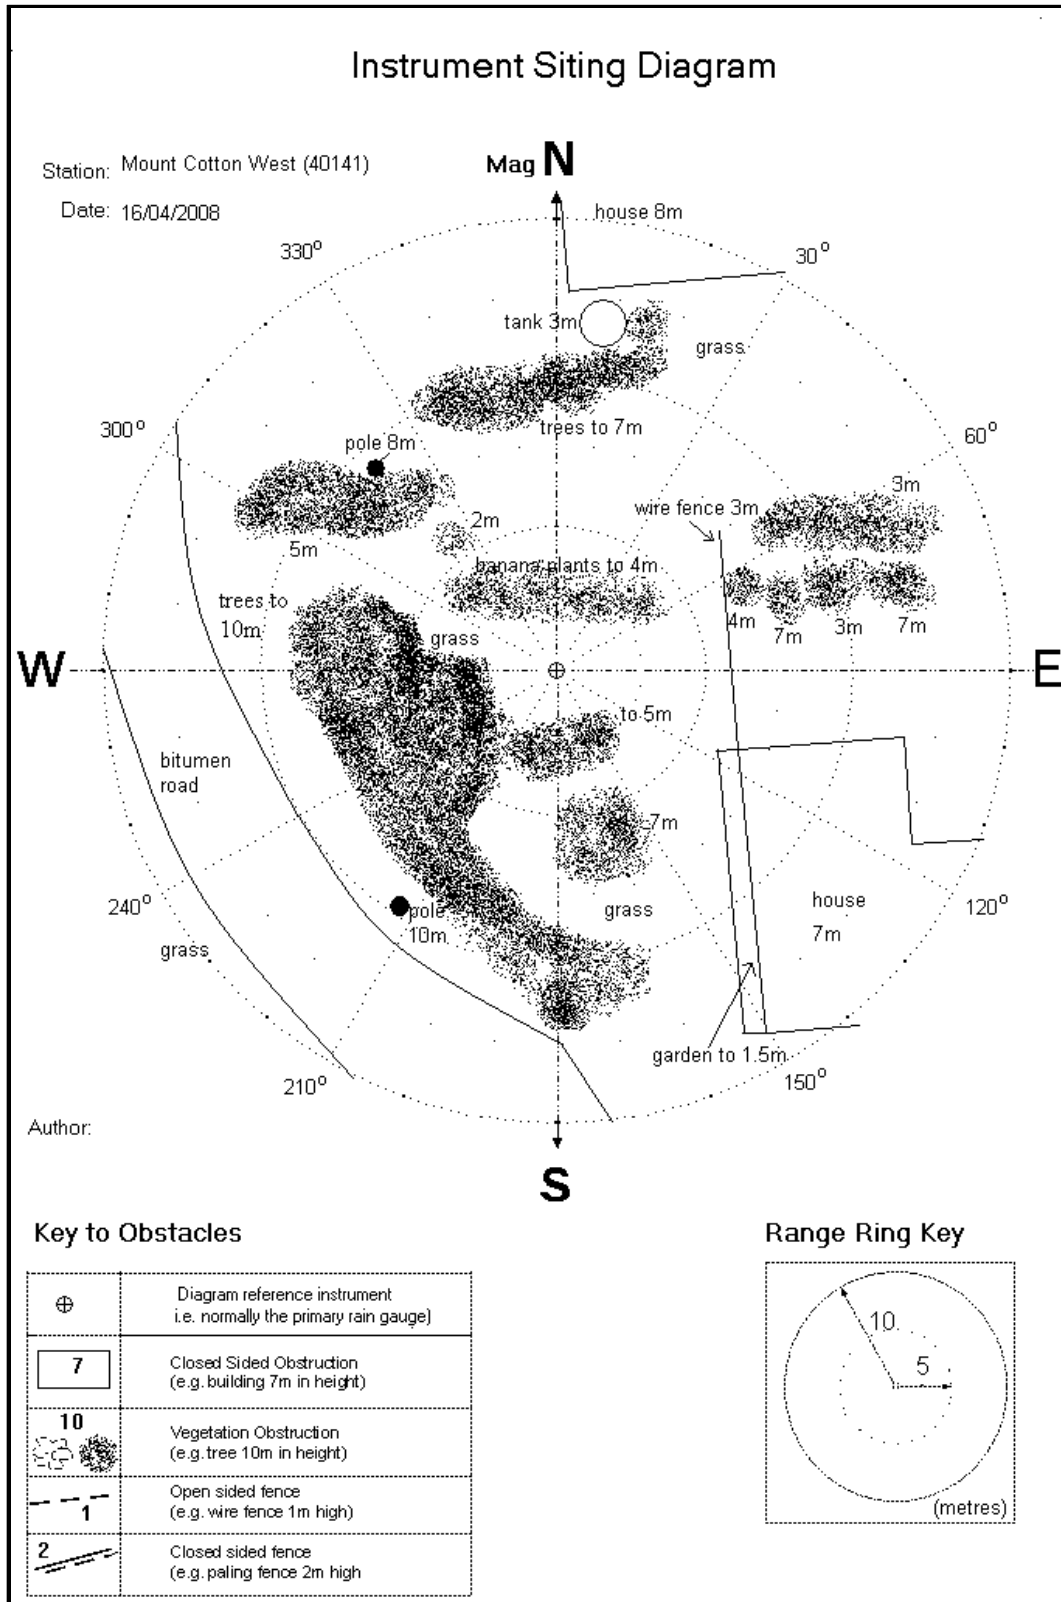 Instrument Siting Diagram
Station: Mount Cotton West (40141)
Date: 16/04/2008
Mag N
house 8m
330°
30°
tank 3m
grass
trees to 7m
300°
60°
pole 8m
3m
wire fence 3m
2m
5m
banana plants to 4m
trees to
10m
4m
7m
3m
7m
grass
W
E
to 5m
bitumen
road
7m
240°
120°
pole
10m
grass
house
7m
grass
garden to 1.5m
210°
150°
Author:
S
Key to Obstacles
Diagram reference instrument
i.e. normally the primary rain gauge)
7
Closed Sided Obstruction
(e.g. building 7m in height)
10
Vegetation Obstruction
(e.g. tree 10m in height)
1
Open sided fence
(e.g. wire fence 1m high)
2
Closed sided fence
(e.g. paling fence 2m high
Range Ring Key
10
5
(metres)